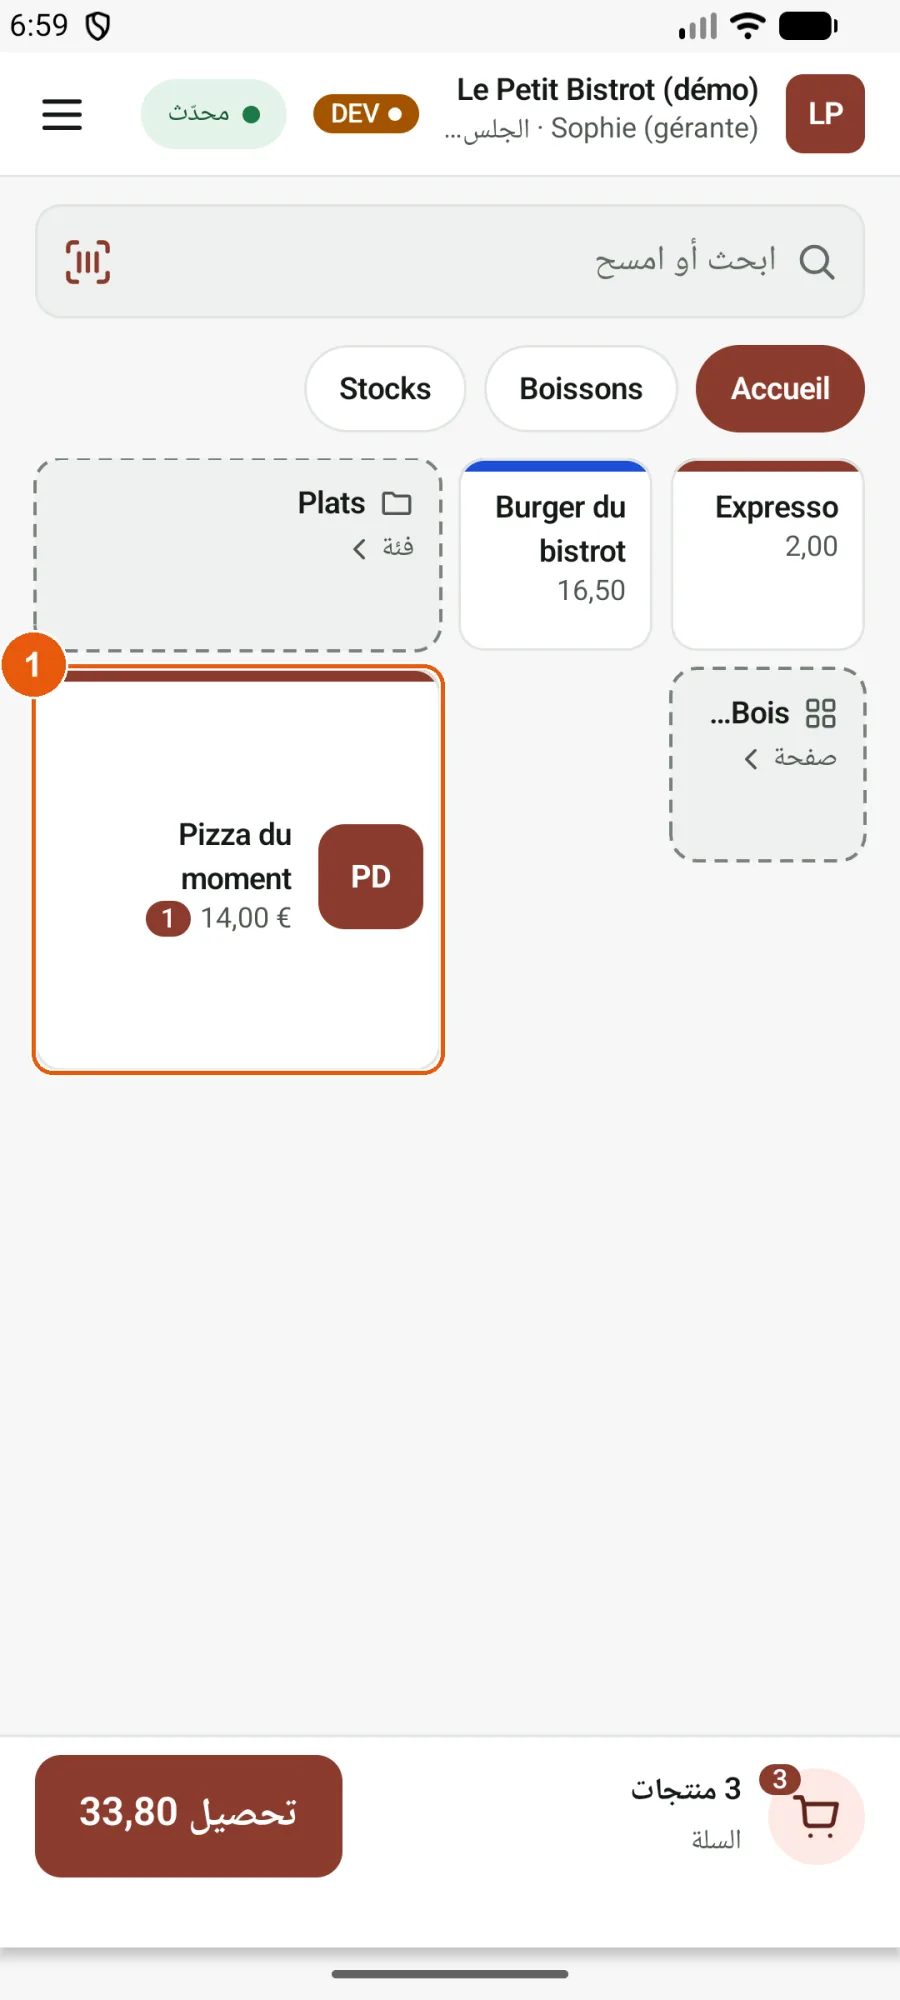 6:59
Le Petit Bistrot (démo)
Sophie (gérante) · الجلس...
LP
DEV
محدّث
ابحث أو امسح
Accueil
Boissons
Stocks
Expresso
2,00
Burger du
bistrot
16,50
Plats
فئة
1
Bois...
صفحة
PD
Pizza du
moment
14,00 €
1
3
3 منتجات
السلة
تحصيل 33,80